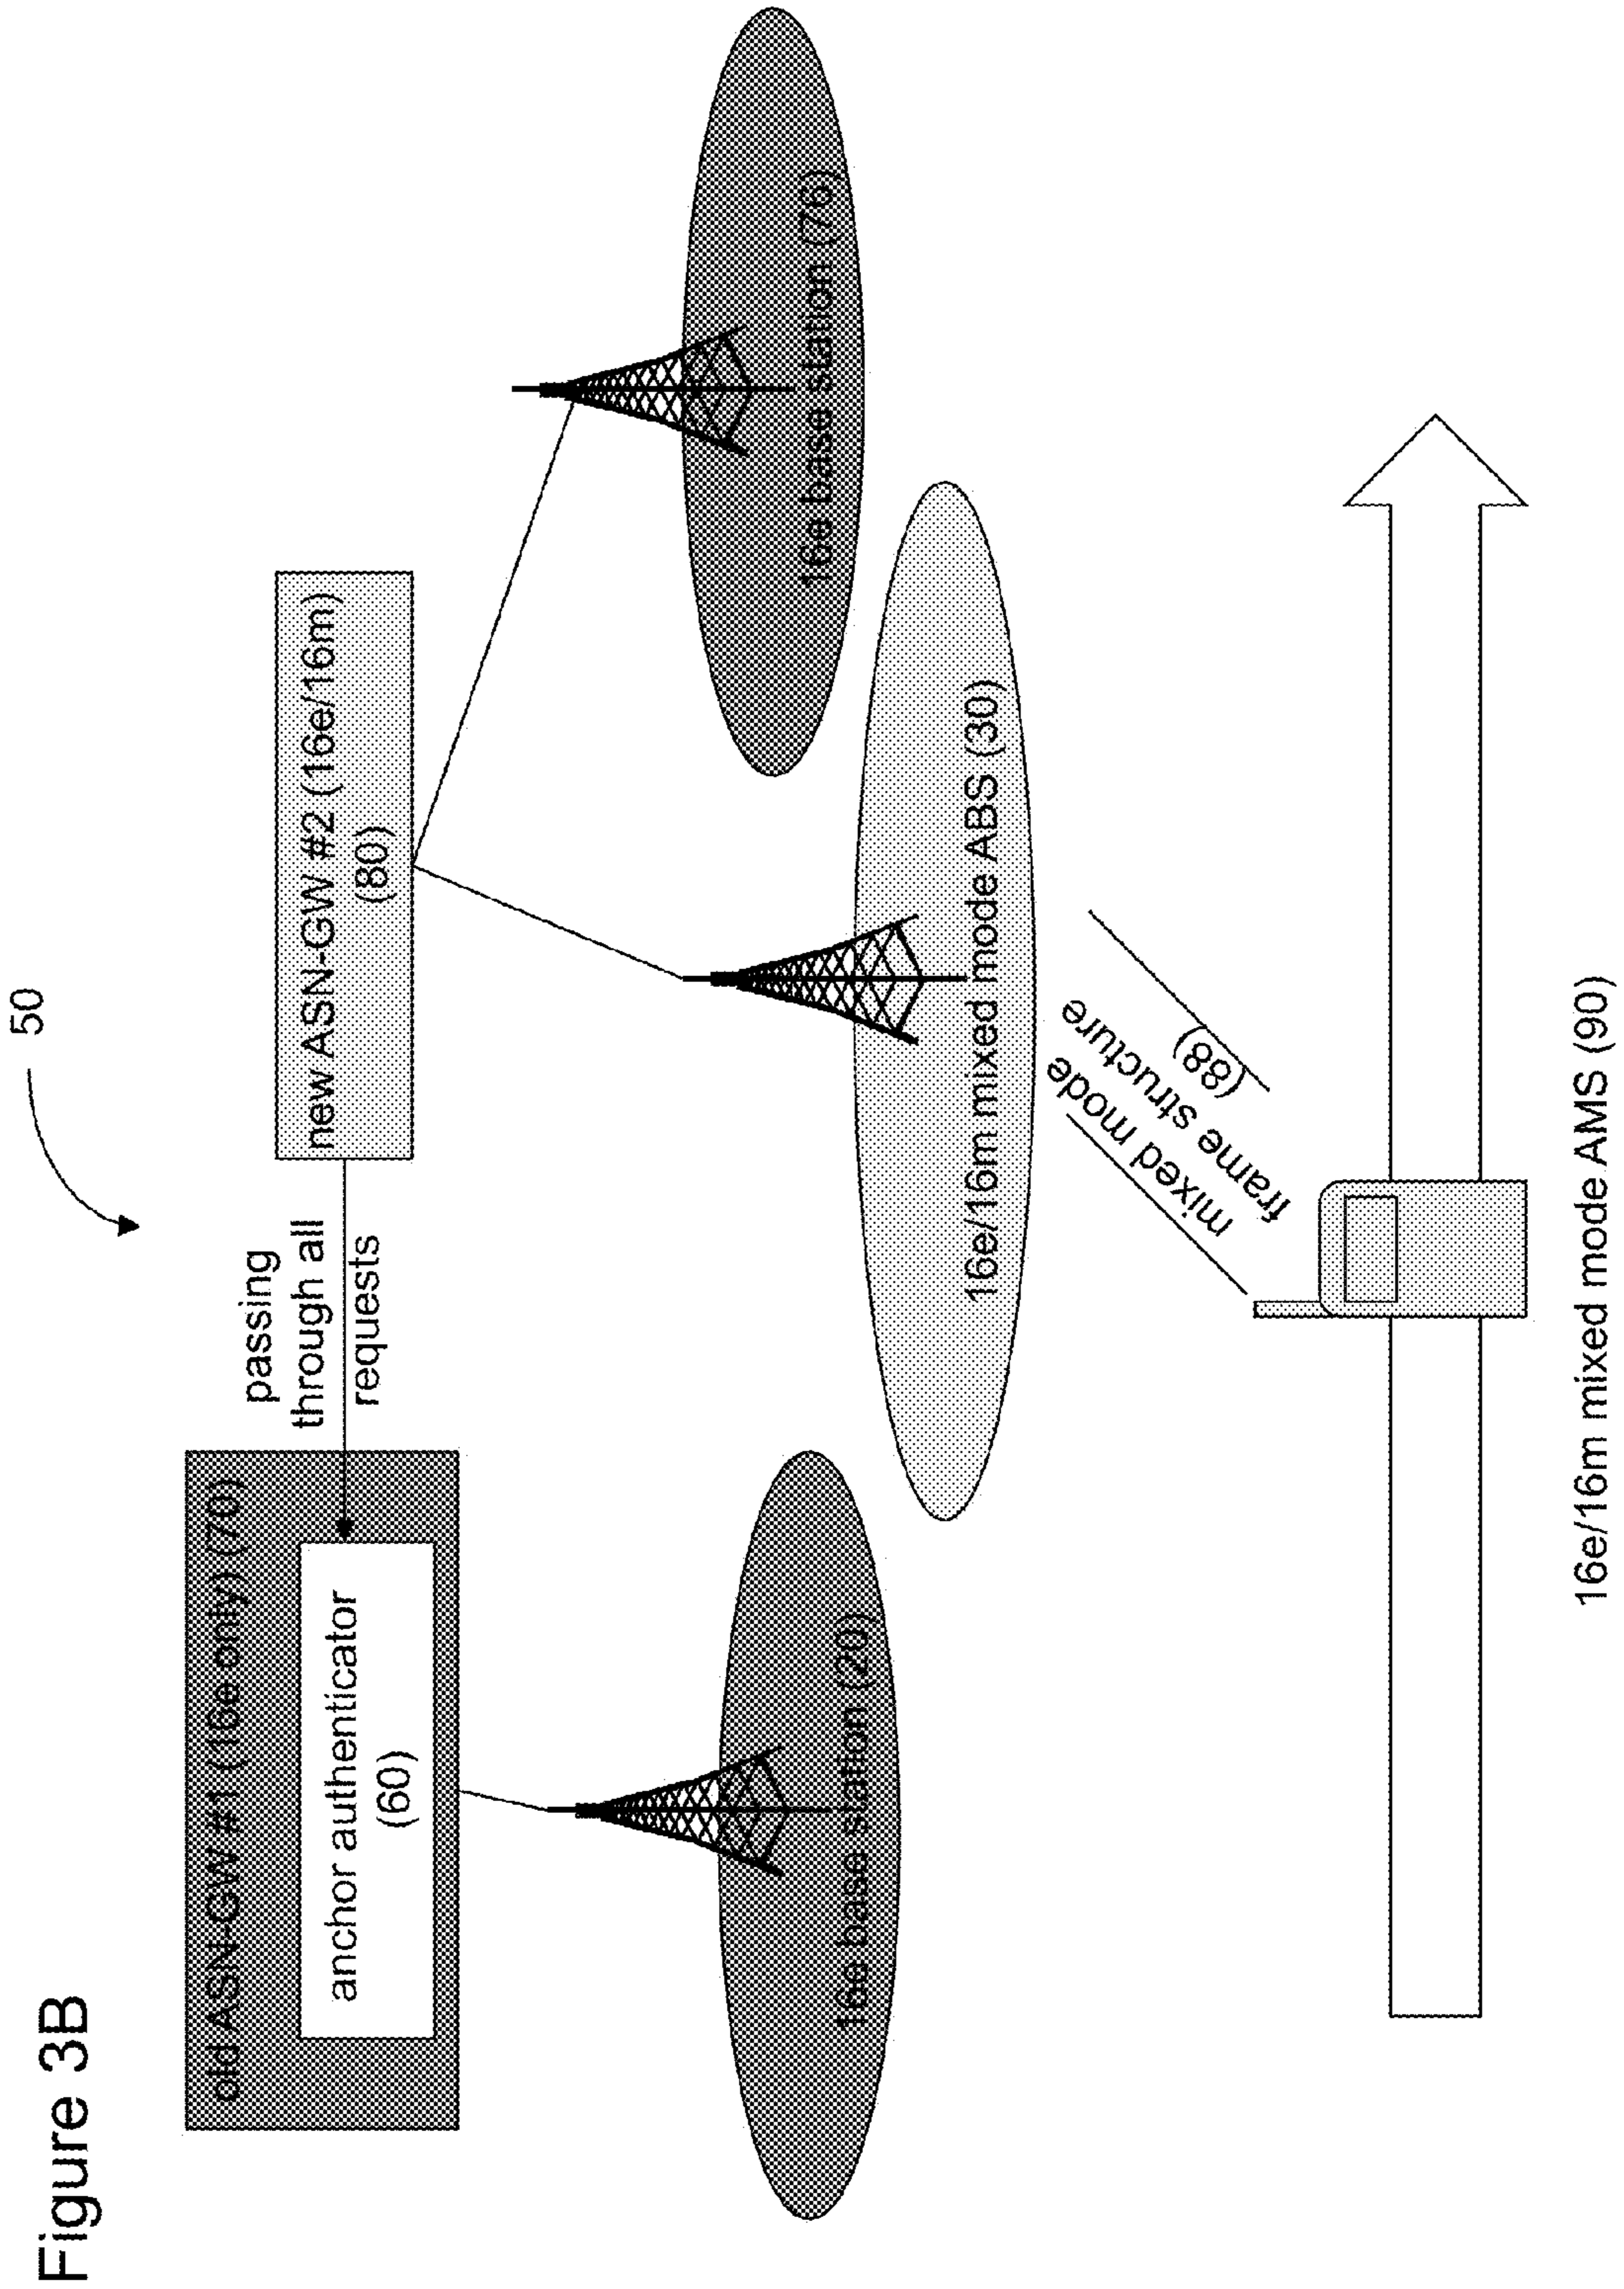 Figure 3B
50
old ASN-GW #1 (16e only) (70)
anchor authenticator
(60)
passing
through all
requests
new ASN-GW #2 (16e/16m)
(80)
16e base station (20)
16e/16m mixed mode ABS (30)
16e base station (76)
mixed mode
frame structure
(88)
16e/16m mixed mode AMS (90)